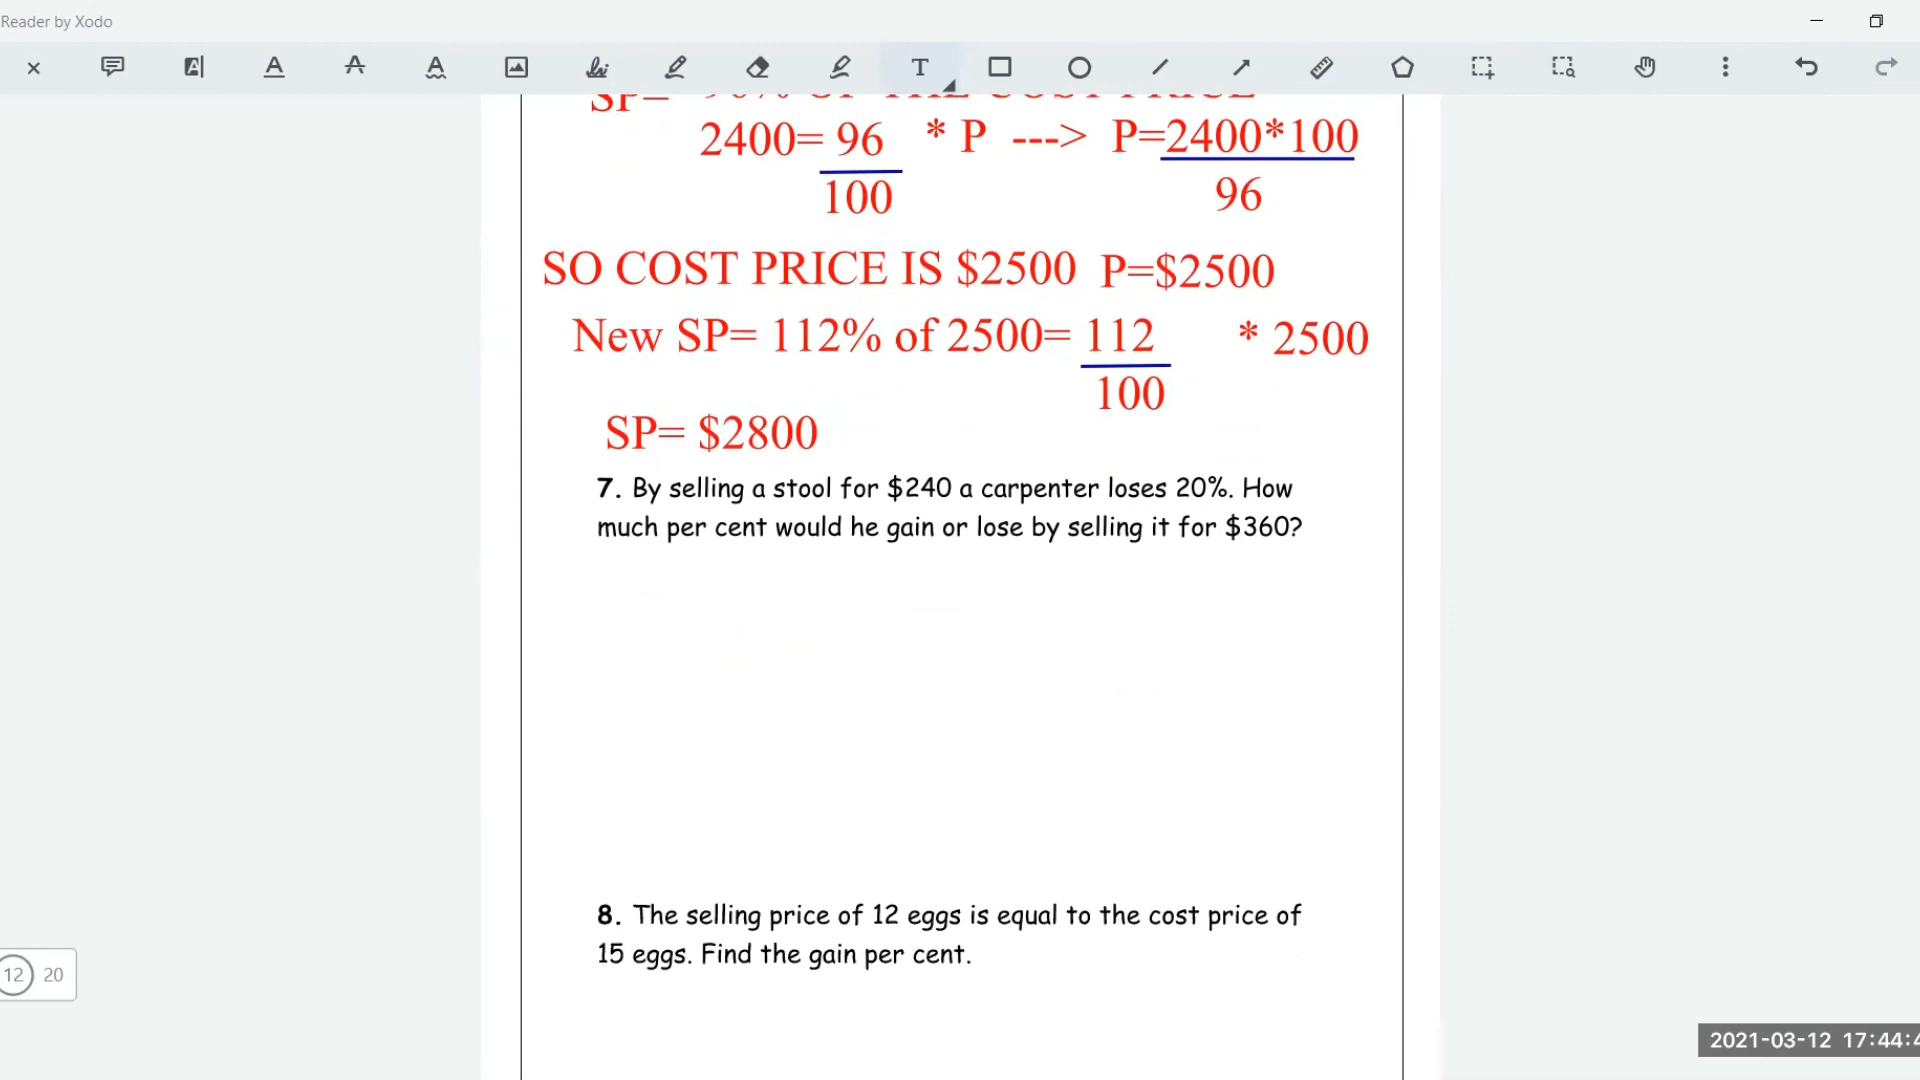 Reader by Xodo
SP=
2400= 96 * P ---> P=2400*100
100 96
SO COST PRICE IS $2500 P=$2500
New SP= 112% of 2500= 112 * 2500
100
SP= $2800
7. By selling a stool for $240 a carpenter loses 20%. How
much per cent would he gain or lose by selling it for $360?
8. The selling price of 12 eggs is equal to the cost price of
15 eggs. Find the gain per cent.
12 20
2021-03-12 17:44:4